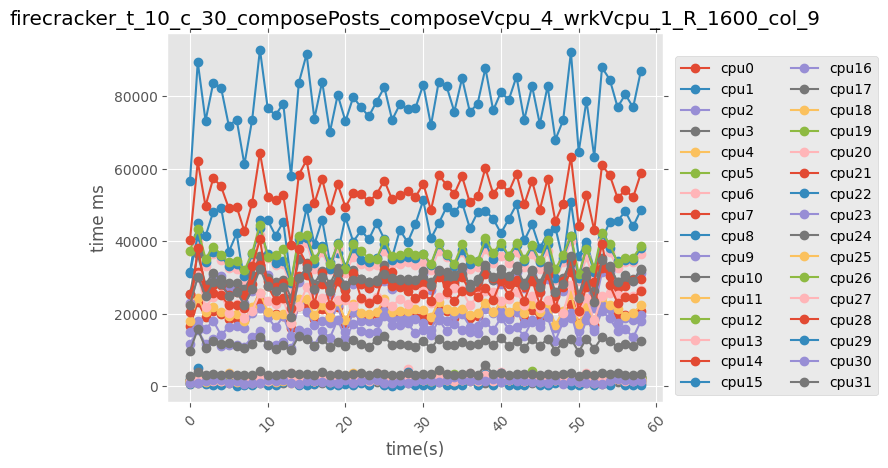 firecracker_t_10_c_30_composePosts_composeVcpu_4_wrkVcpu_1_R_1600_col_9
time ms
80000
60000
40000
20000
0
0
10
20
30
40
50
60
time(s)
cpu0
cpu1
cpu2
cpu3
cpu4
cpu5
cpu6
cpu7
cpu8
cpu9
cpu10
cpu11
cpu12
cpu13
cpu14
cpu15
cpu16
cpu17
cpu18
cpu19
cpu20
cpu21
cpu22
cpu23
cpu24
cpu25
cpu26
cpu27
cpu28
cpu29
cpu30
cpu31